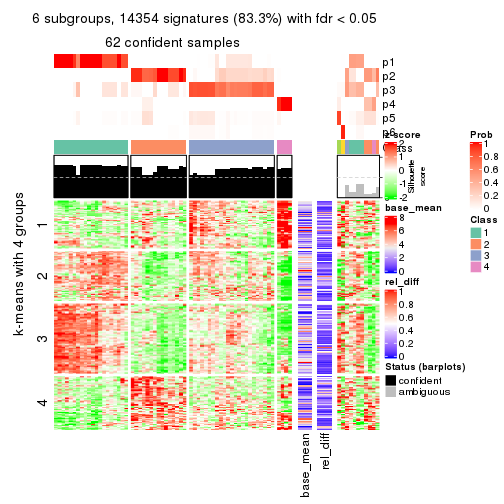 6 subgroups, 14354 signatures (83.3%) with fdr < 0.05
62 confident samples
p1
p2
p3
p4
p5
p6
Class
z-score
2
1
0
-1
-2
Silhouette
score
Prob
1
0.8
0.6
0.4
0.2
0
Class
1
2
3
4
base_mean
8
6
4
2
0
rel_diff
1
0.8
0.6
0.4
0.2
0
Status (barplots)
confident
ambiguous
k-means with 4 groups
1
2
3
4
base_mean
rel_diff